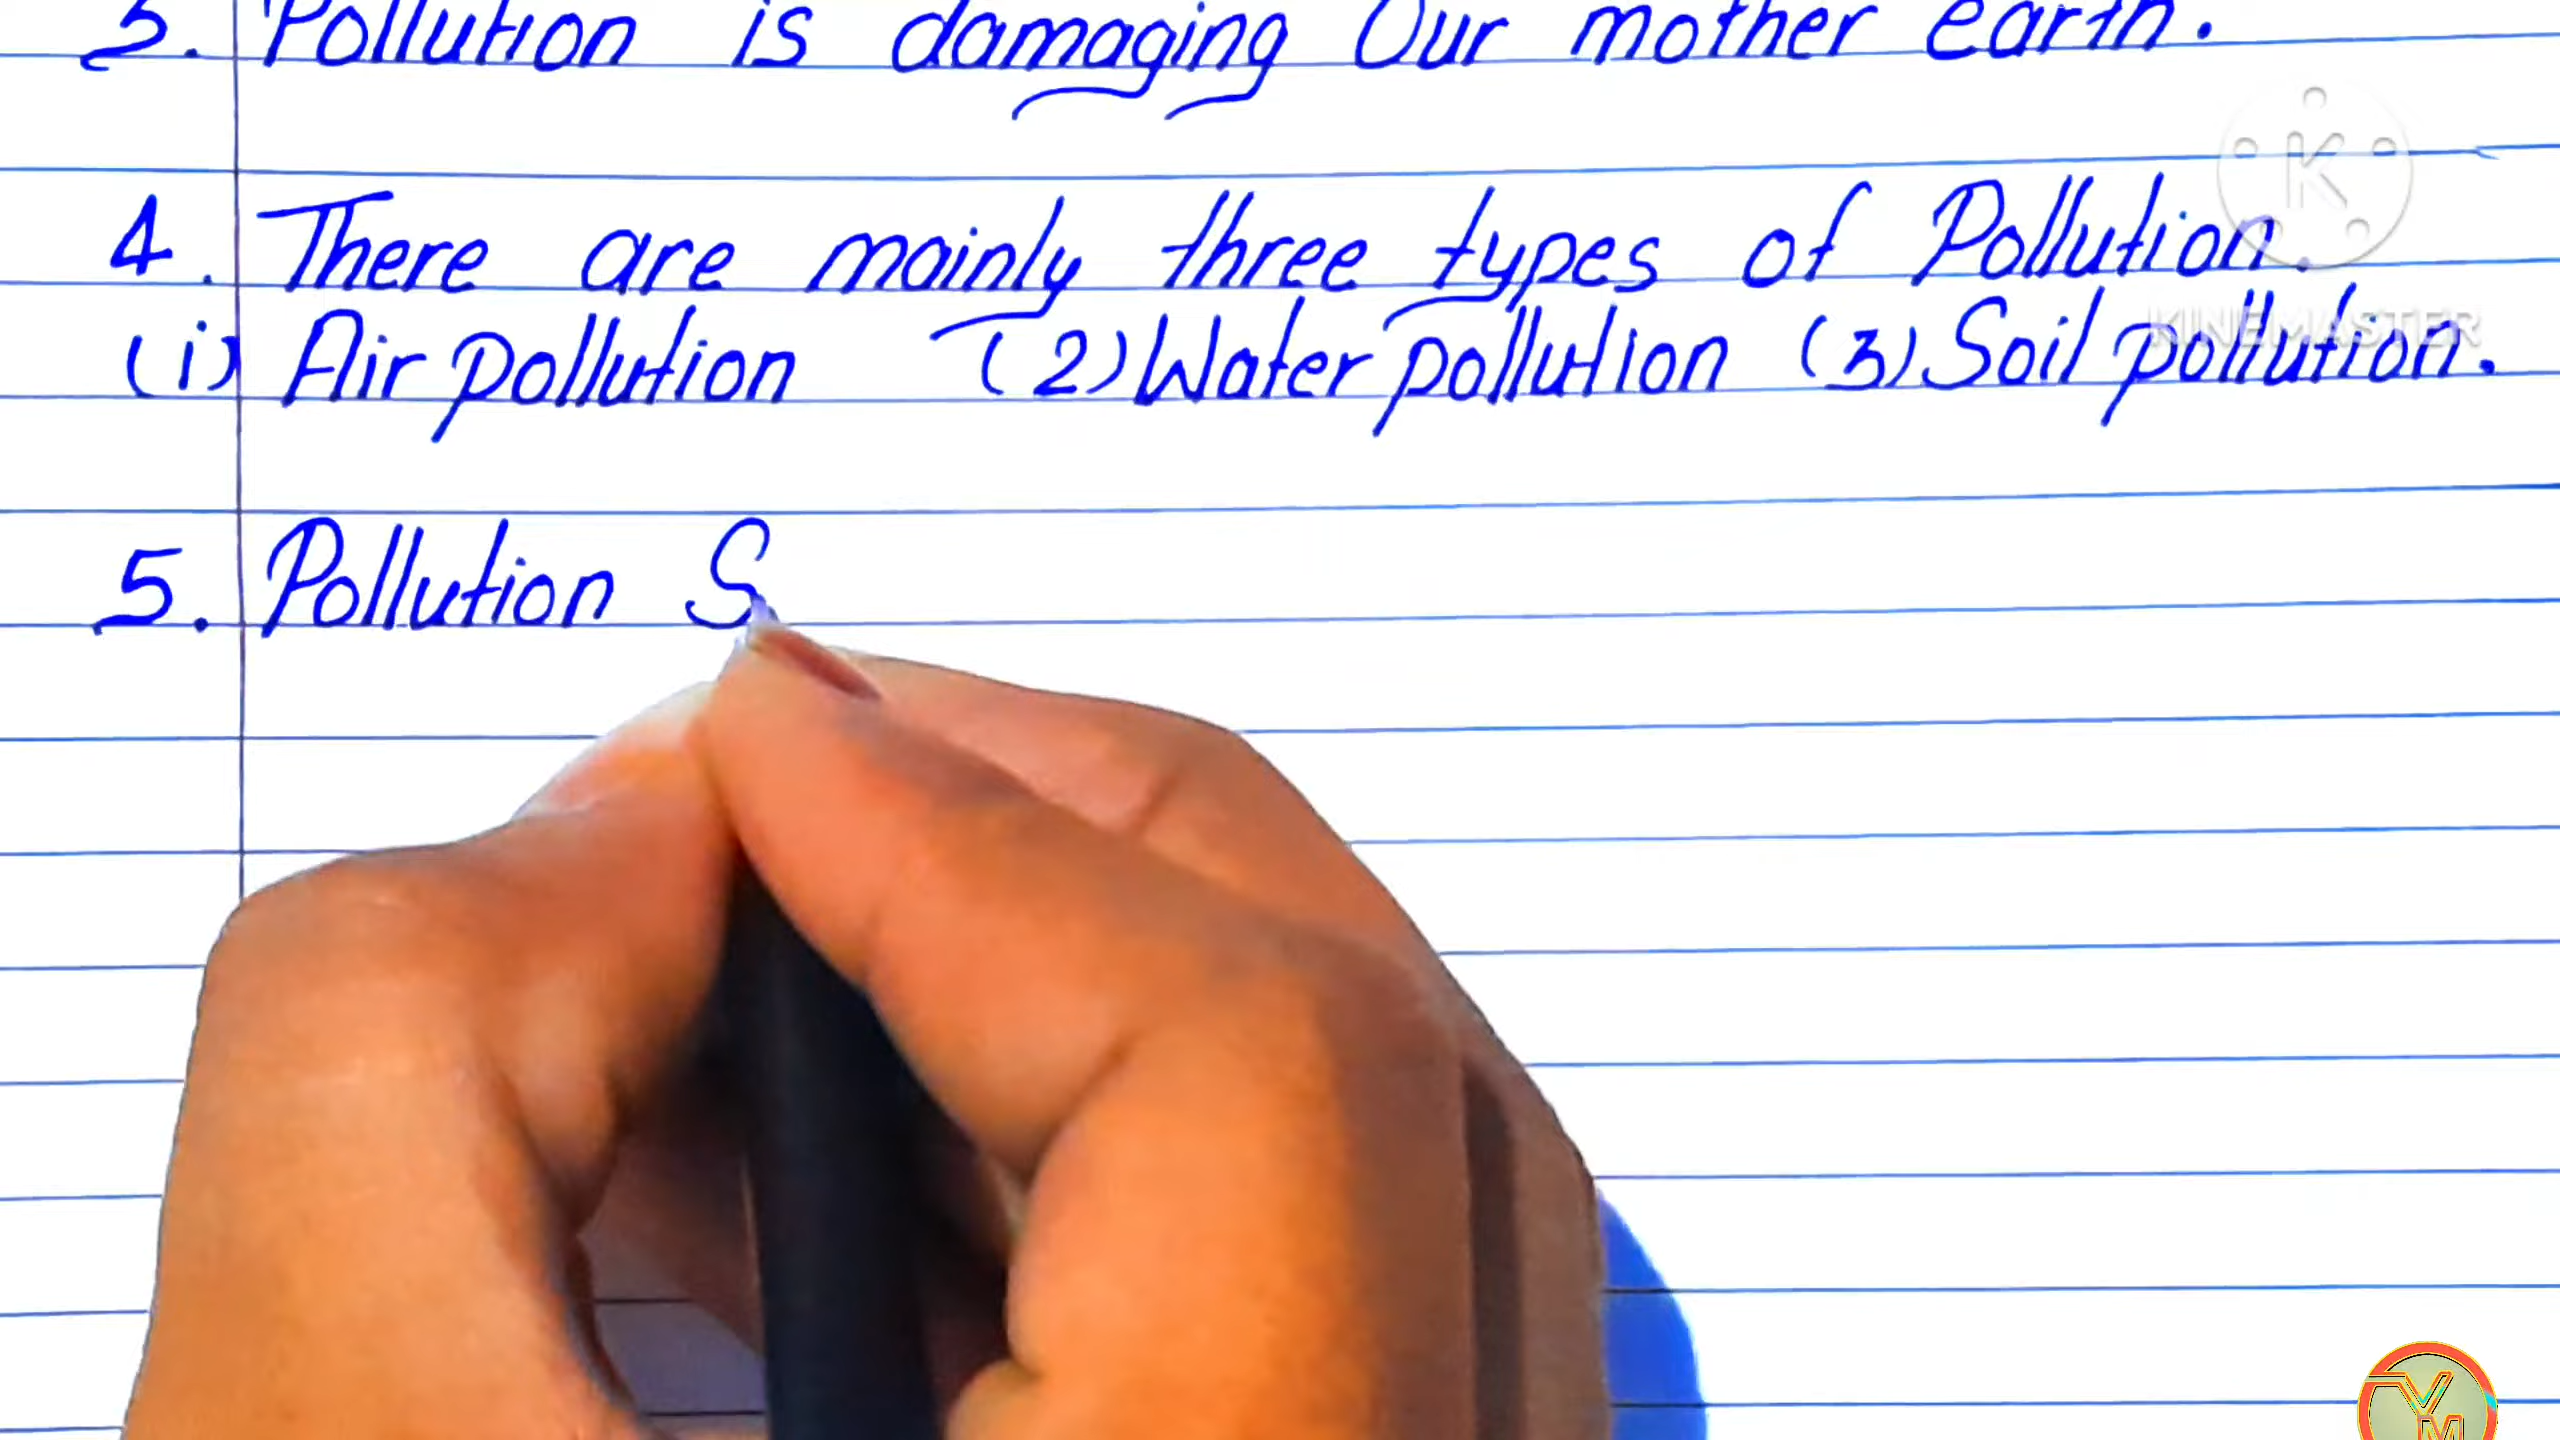 3. Pollution is damaging Our mother earth.
4. There are mainly three types of Pollution.
(i) Air pollution (2) Water pollution (3) Soil pollution.
5. Pollution S
K
KINEMASTER
YM